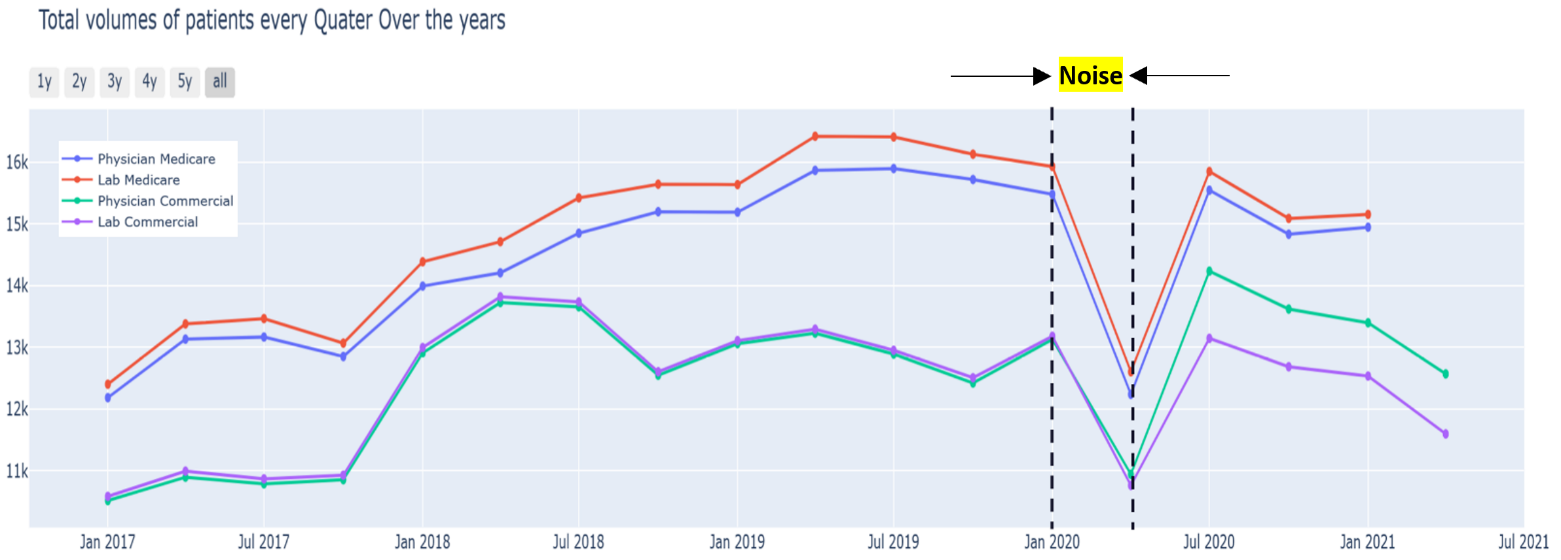 Total volumes of patients every Quater Over the years
1y 2y 3y 4y 5y all
Noise
Physician Medicare
Lab Medicare
Physician Commercial
Lab Commercial
16k
15k
14k
13k
12k
11k
Jan 2017 Jul 2017 Jan 2018 Jul 2018 Jan 2019 Jul 2019 Jan 2020 Jul 2020 Jan 2021 Jul 2021